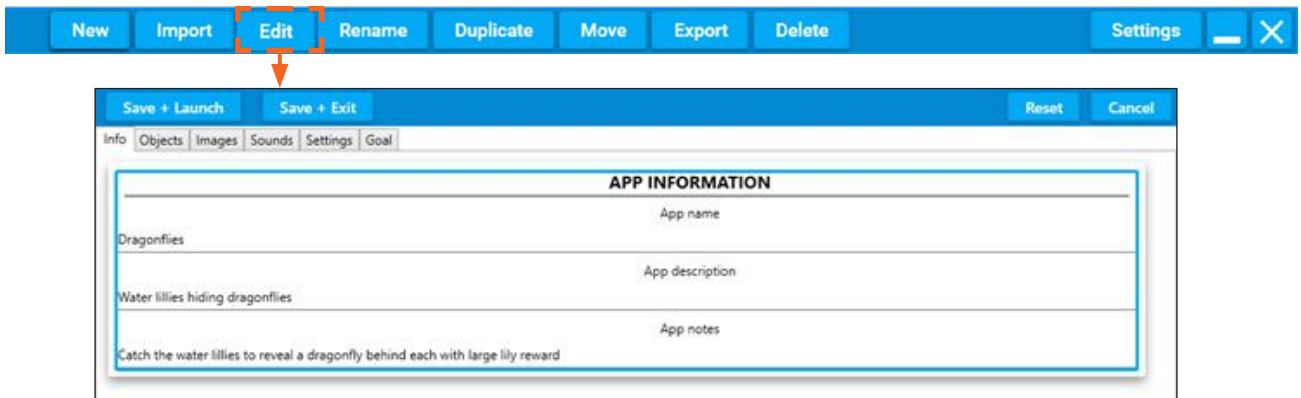 New Import Edit Rename Duplicate Move Export Delete Settings
Save + Launch Save + Exit Reset Cancel
Info Objects Images Sounds Settings Goal
APP INFORMATION
App name
Dragonflies
App description
Water lillies hiding dragonflies
App notes
Catch the water lillies to reveal a dragonfly behind each with large lily reward